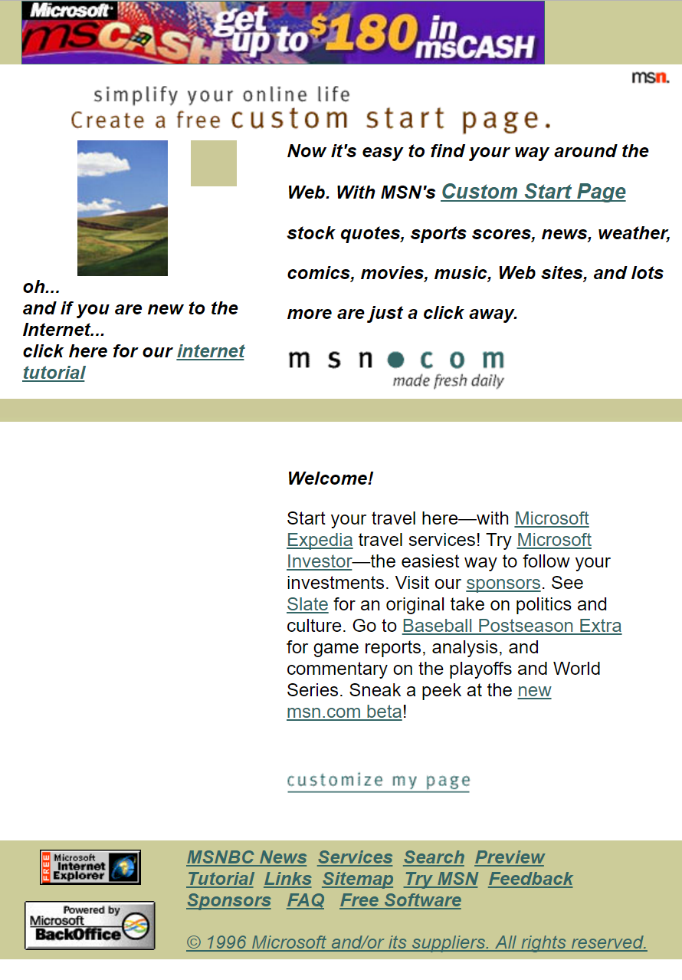 Microsoft
msCASH
get up to $180 in msCASH
msn.
simplify your online life
Create a free custom start page.
Now it's easy to find your way around the
Web. With MSN's Custom Start Page
stock quotes, sports scores, news, weather,
comics, movies, music, Web sites, and lots
more are just a click away.
oh...
and if you are new to the
Internet...
click here for our internet
tutorial
msn com
made fresh daily
Welcome!
Start your travel here—with Microsoft
Expedia travel services! Try Microsoft
Investor—the easiest way to follow your
investments. Visit our sponsors. See
Slate for an original take on politics and
culture. Go to Baseball Postseason Extra
for game reports, analysis, and
commentary on the playoffs and World
Series. Sneak a peek at the new
msn.com beta!
customize my page
FREE
Microsoft
Internet
Explorer
Powered by
Microsoft
BackOffice
MSNBC News Services Search Preview
Tutorial Links Sitemap Try MSN Feedback
Sponsors FAQ Free Software
© 1996 Microsoft and/or its suppliers. All rights reserved.